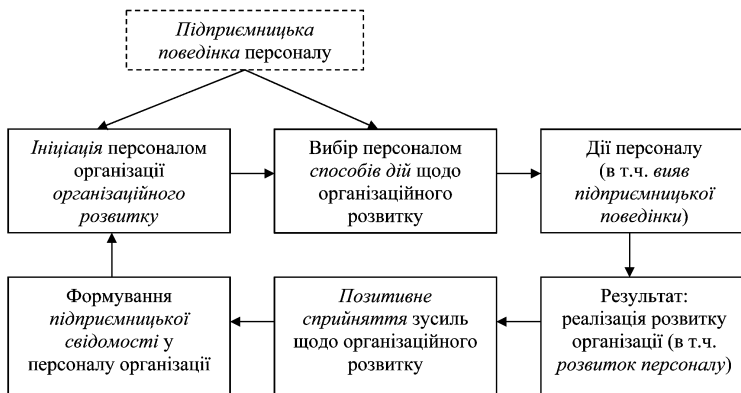 Підприємницька
поведінка персоналу
Ініціація персоналом
організації
організаційного
розвитку
Вибір персоналом
способів дій щодо
організаційного
розвитку
Дії персоналу
(в т.ч. вияв
підприємницької
поведінки)
Формування
підприємницької
свідомості у
персоналу організації
Позитивне
сприйняття зусиль
щодо організаційного
розвитку
Результат:
реалізація розвитку
організації (в т.ч.
розвиток персоналу)